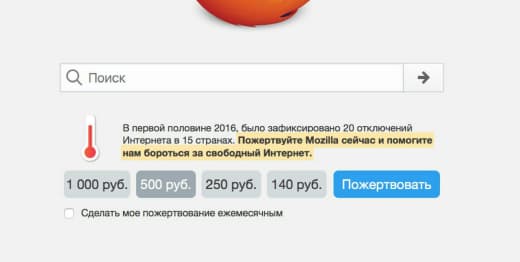 Поиск
В первой половине 2016, было зафиксировано 20 отключений
Интернета в 15 странах. Пожертвуйте Mozilla сейчас и помогите
нам бороться за свободный Интернет.
1 000 руб. 500 руб. 250 руб. 140 руб. Пожертвовать
Сделать мое пожертвование ежемесячным